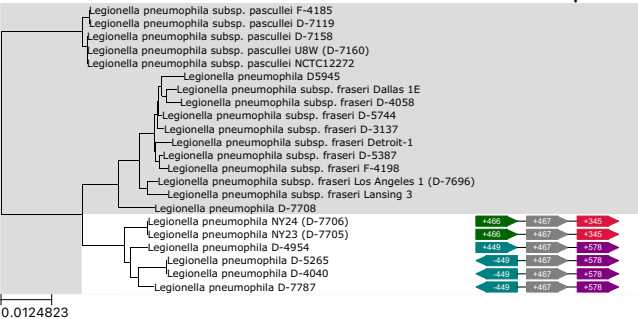 Legionella pneumophila subsp. pascullei F-4185
Legionella pneumophila subsp. pascullei D-7119
Legionella pneumophila subsp. pascullei D-7158
Legionella pneumophila subsp. pascullei U8W (D-7160)
Legionella pneumophila subsp. pascullei NCTC12272
Legionella pneumophila D5945
Legionella pneumophila subsp. fraseri Dallas 1E
Legionella pneumophila subsp. fraseri D-4058
Legionella pneumophila subsp. fraseri D-5744
Legionella pneumophila subsp. fraseri D-3137
Legionella pneumophila subsp. fraseri Detroit-1
Legionella pneumophila subsp. fraseri D-5387
Legionella pneumophila subsp. fraseri F-4198
Legionella pneumophila subsp. fraseri Los Angeles 1 (D-7696)
Legionella pneumophila subsp. fraseri Lansing 3
Legionella pneumophila D-7708
Legionella pneumophila NY24 (D-7706) +466 +467 +345
Legionella pneumophila NY23 (D-7705) +466 +467 +345
Legionella pneumophila D-4954 +449 +467 +578
Legionella pneumophila D-5265 -449 +467 +578
Legionella pneumophila D-4040 -449 +467 +578
Legionella pneumophila D-7787 -449 +467 +578
0.0124823